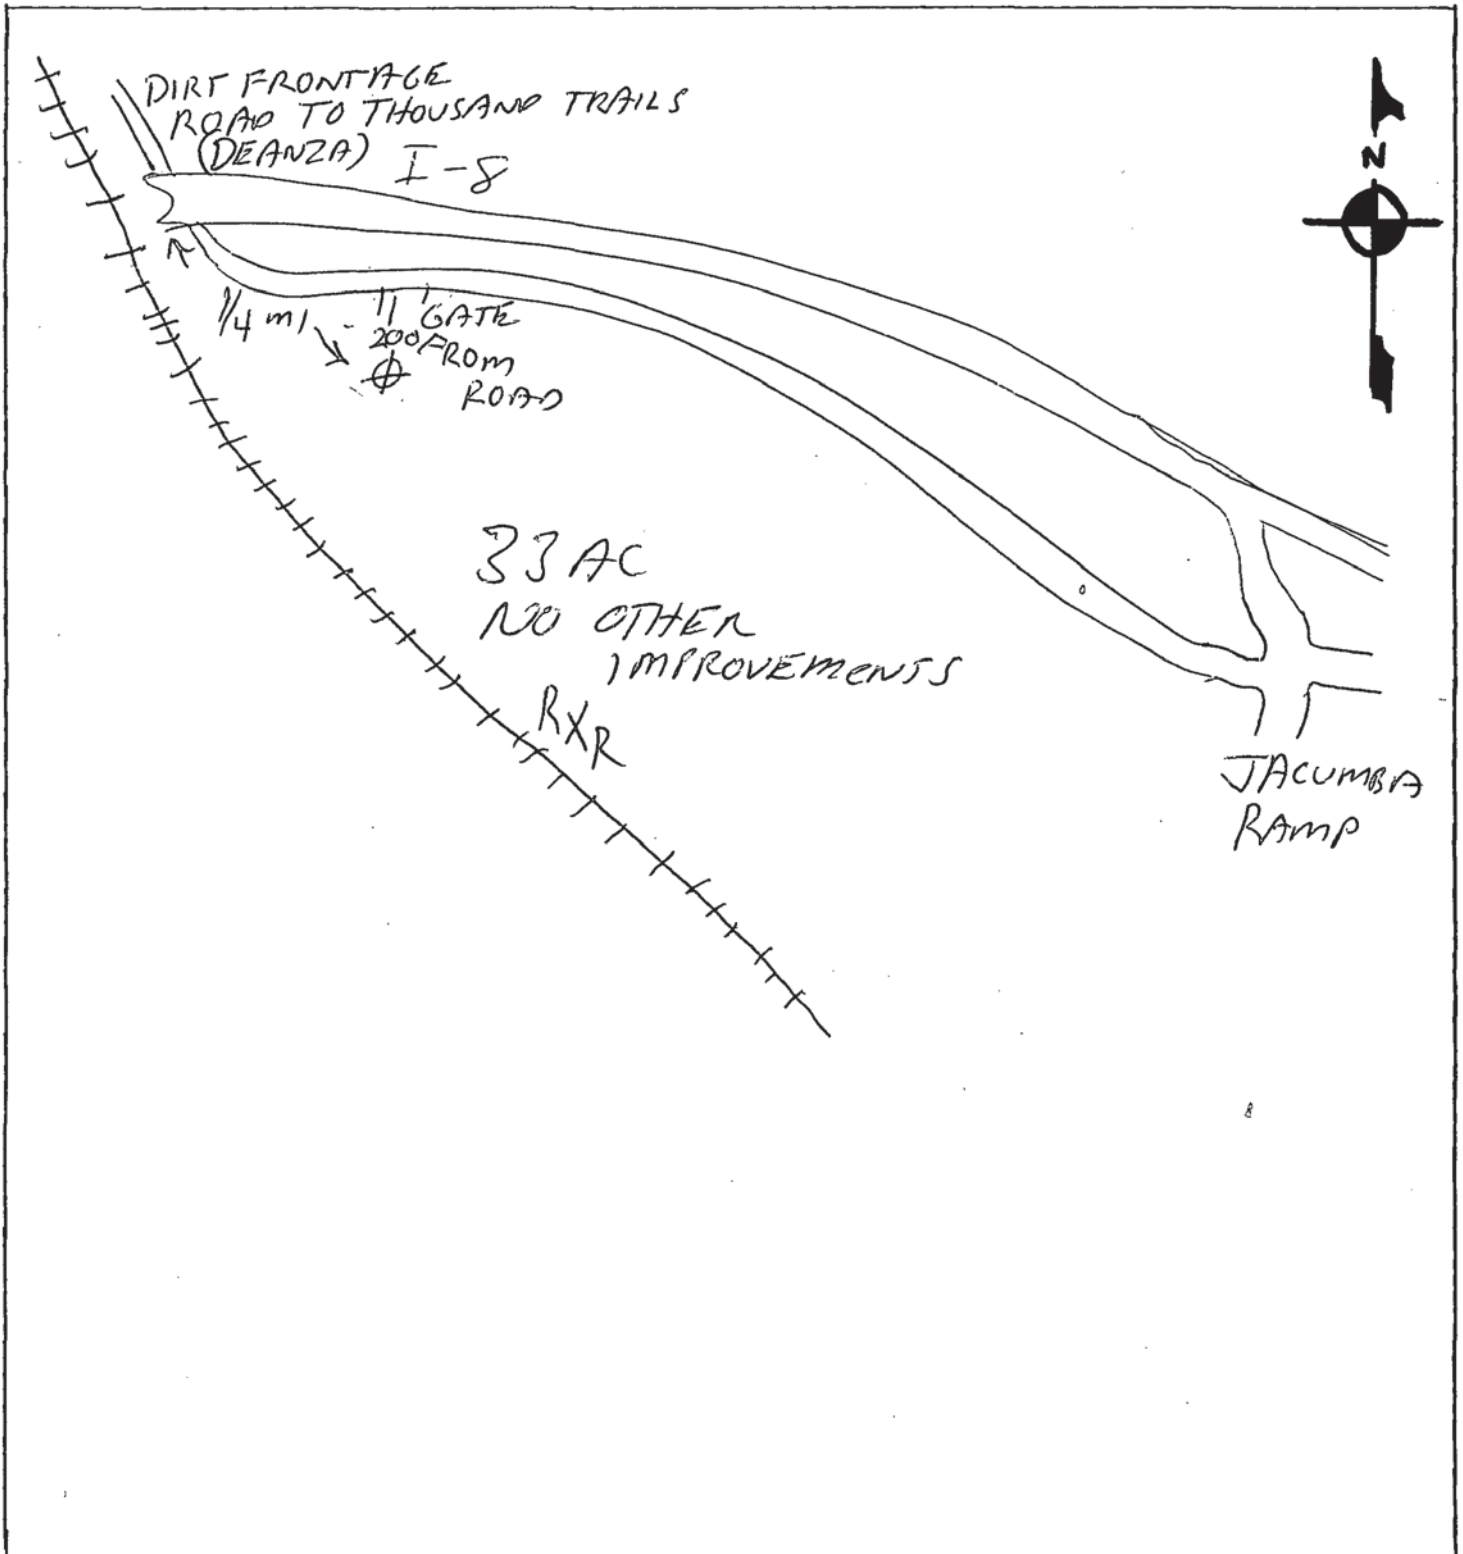 DIRT FRONTAGE
ROAD TO THOUSAND TRAILS
(DEANZA)
I-8
N
1/4 mi
GATE
200' FROM
ROAD
33 AC
NO OTHER
IMPROVEMENTS
RXR
JACUMBA
RAMP